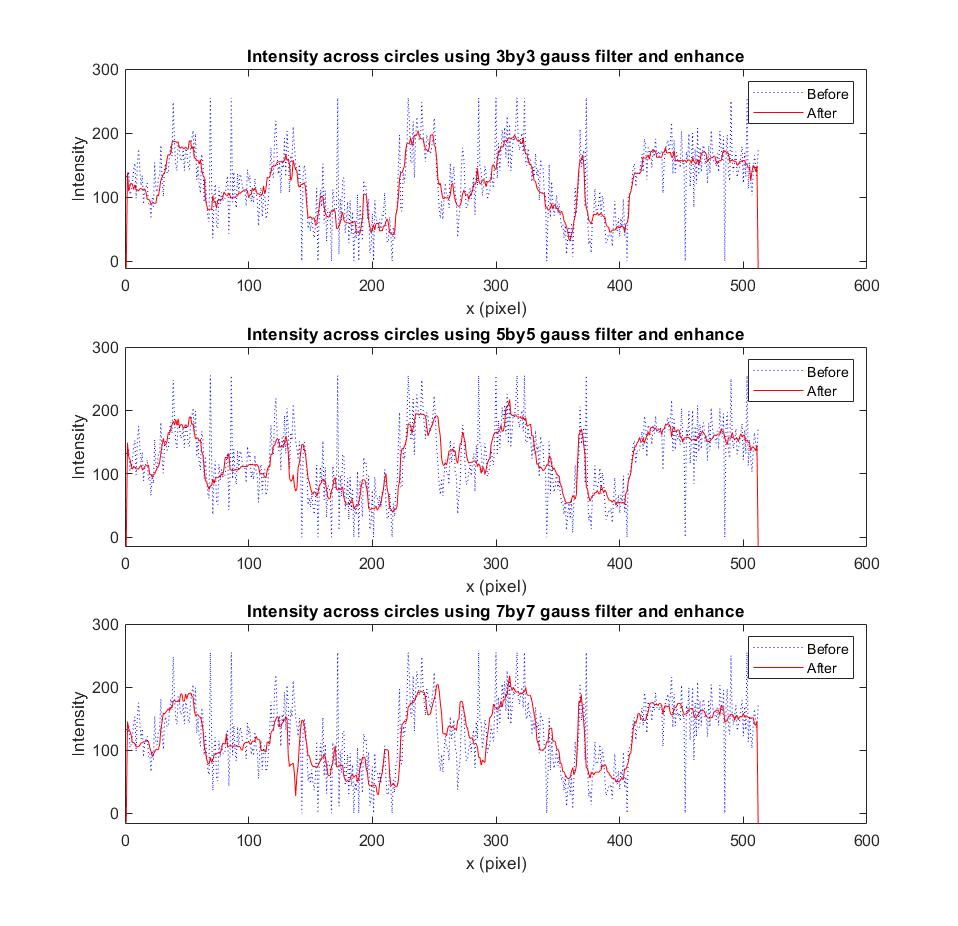 Intensity across circles using 3by3 gauss filter and enhance
300
200
100
0
Intensity
Before
After
0 100 200 300 400 500 600
x (pixel)
Intensity across circles using 5by5 gauss filter and enhance
300
200
100
0
Intensity
Before
After
0 100 200 300 400 500 600
x (pixel)
Intensity across circles using 7by7 gauss filter and enhance
300
200
100
0
Intensity
Before
After
0 100 200 300 400 500 600
x (pixel)